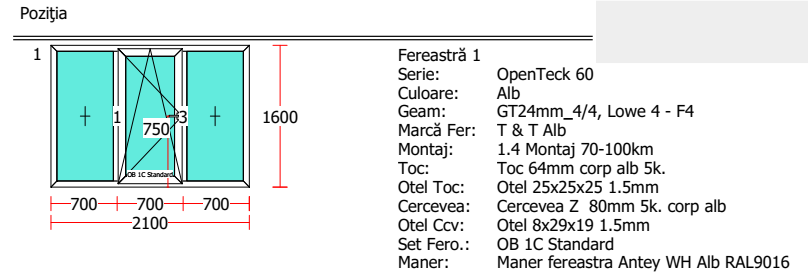 Poziţia
1
1
750
3
OB 1C Standard
1600
700
700
700
2100
Fereastră 1
Serie: OpenTeck 60
Culoare: Alb
Geam: GT24mm_4/4, Lowe 4 - F4
Marcă Fer: T & T Alb
Montaj: 1.4 Montaj 70-100km
Toc: Toc 64mm corp alb 5k.
Otel Toc: Otel 25x25x25 1.5mm
Cercevea: Cercevea Z  80mm 5k. corp alb
Otel Ccv: Otel 8x29x19 1.5mm
Set Fero.: OB 1C Standard
Maner: Maner fereastra Antey WH Alb RAL9016